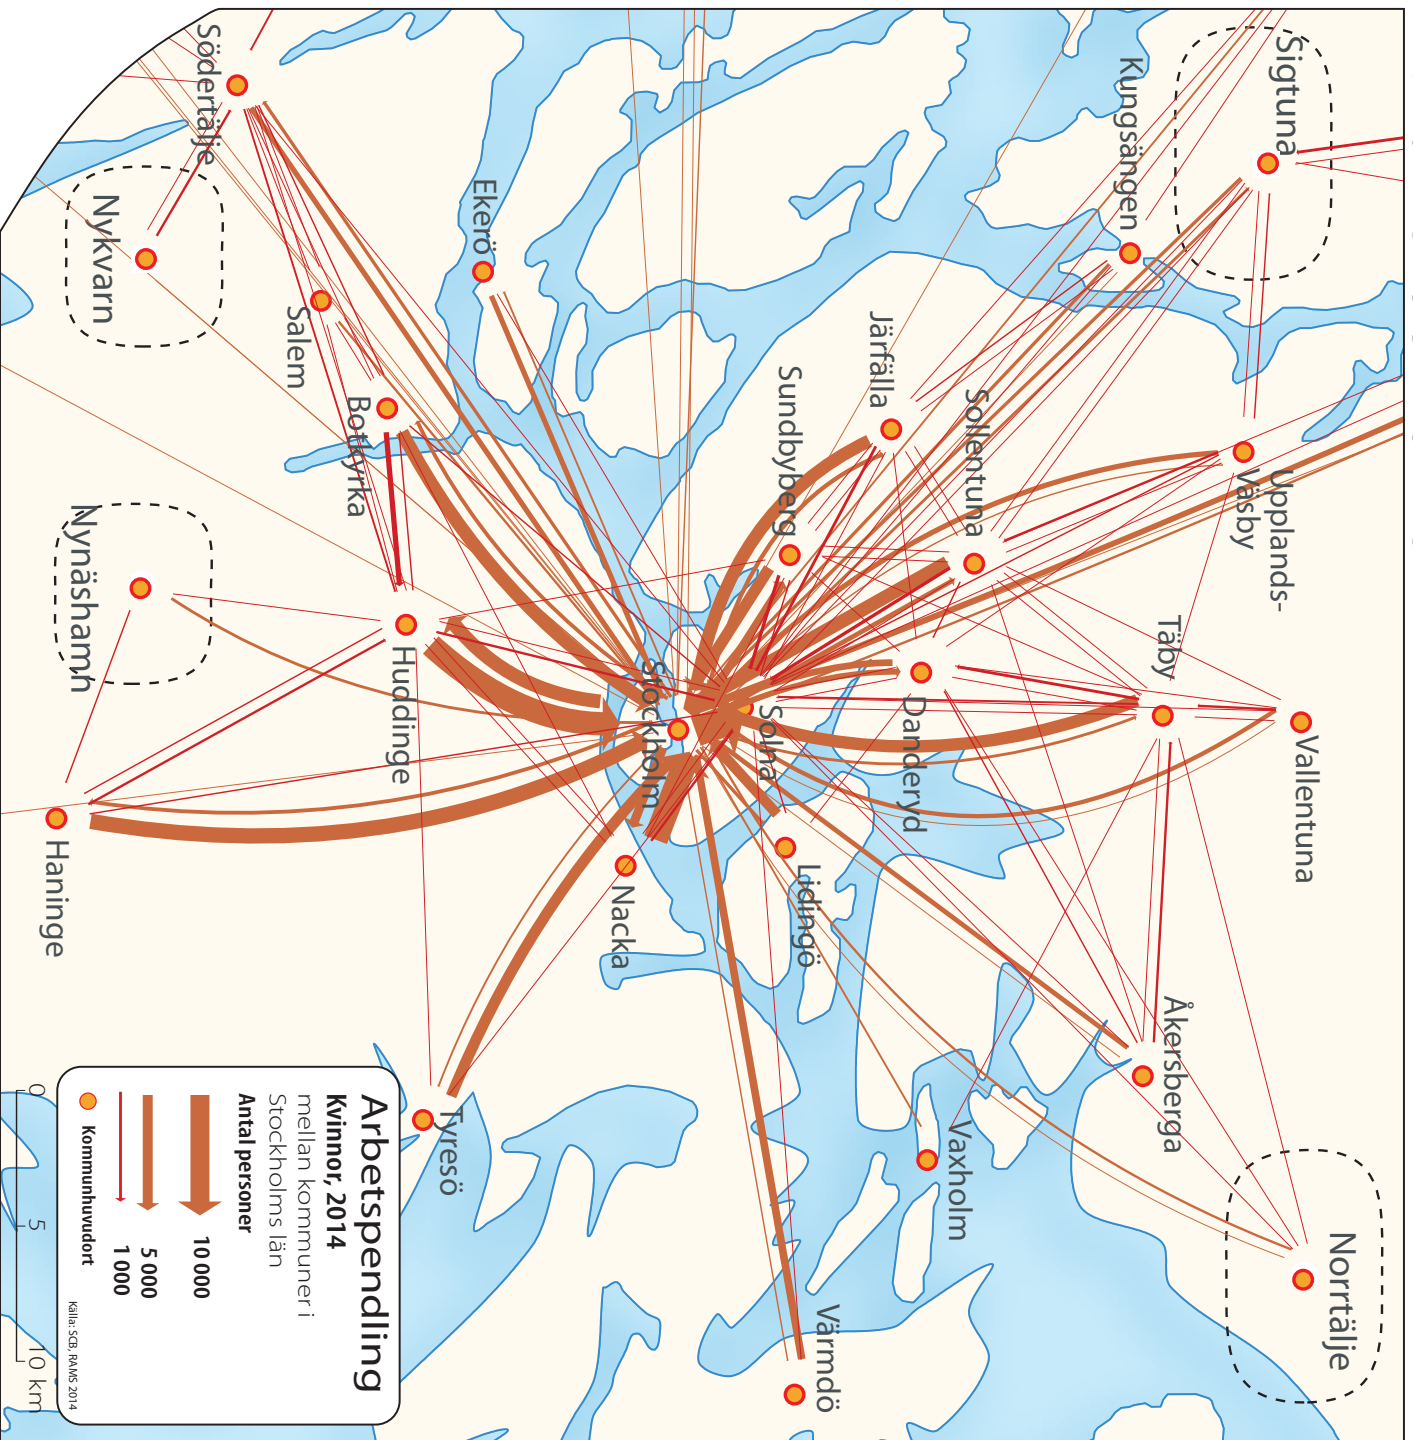 Sigtuna
Kungsängen
Södertälje
Nykvarn
Ekerö
Salem
Järfälla
Sundbyberg
Sollentuna
Botkyrka
Upplands-
Väsby
Nynäshamn
Täby
Stockholm
Huddinge
Solna
Danderyd
Vallentuna
Haninge
Nacka
Lidingö
Åkersberga
Tyresö
Vaxholm
Norrtälje
Värmdö
Arbetspendling
Kvinnor, 2014
mellan kommuner i
Stockholms län
Antal personer
10 000
5 000
1 000
Kommunhuvudort
Källa: SCB, RAMS 2014
0 5 10 km